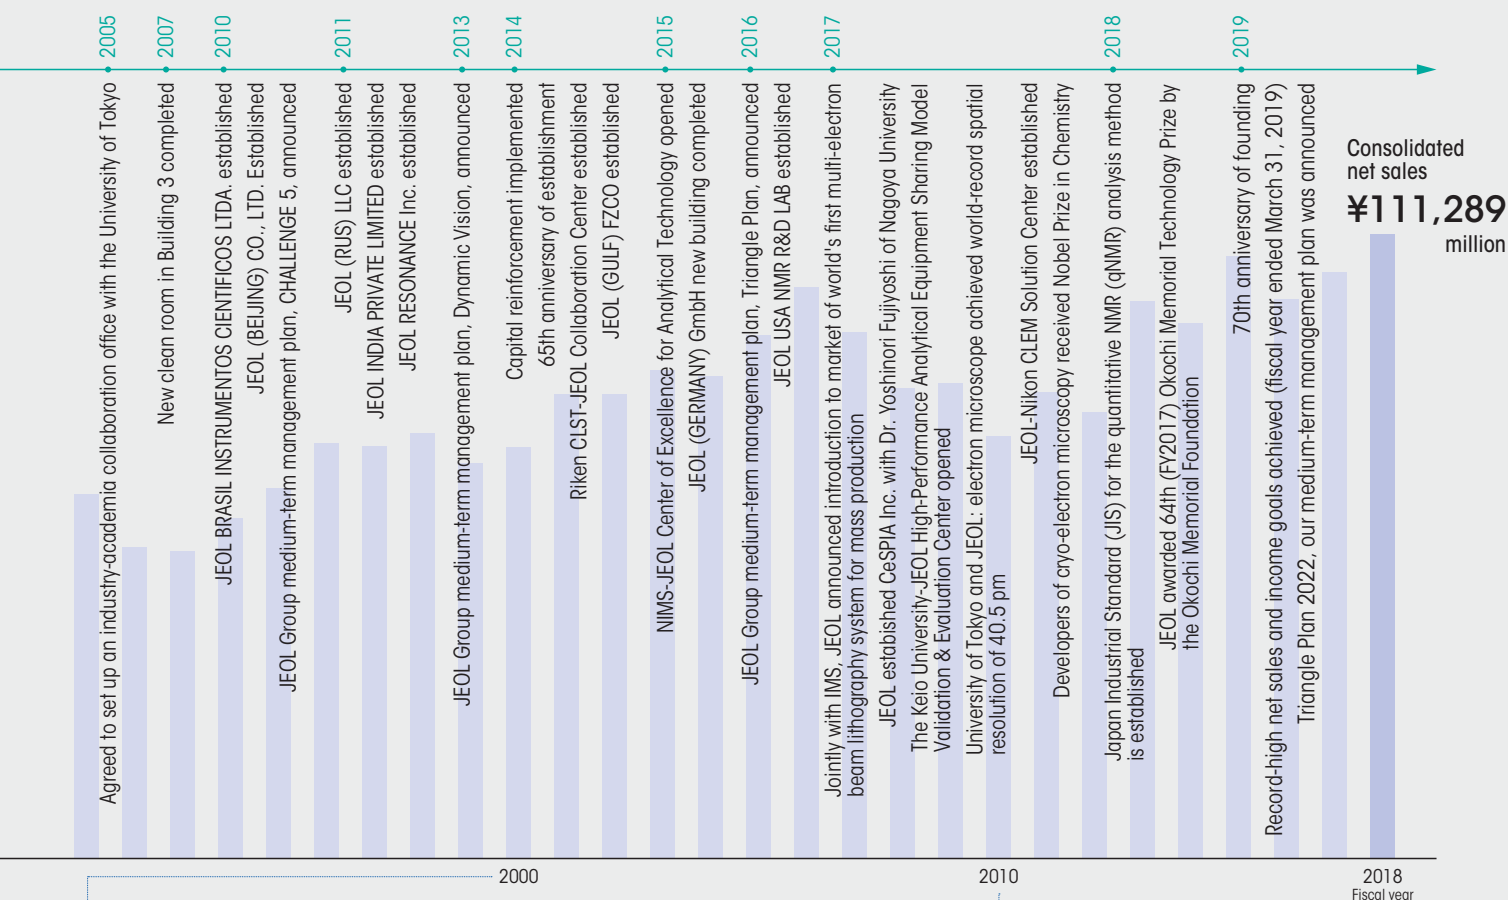 2005
2007
2010
2011
2013
2014
2015
2016
2017
2018
2019
Agreed to set up an industry-academia collaboration office with the University of Tokyo
New clean room in Building 3 completed
JEOL BRASIL INSTRUMENTOS CIENTIFICOS LTDA. established
JEOL (BEIJING) CO., LTD. Established
JEOL Group medium-term management plan, CHALLENGE 5, announced
JEOL (RUS) LLC established
JEOL INDIA PRIVATE LIMITED established
JEOL RESONANCE Inc. established
JEOL Group medium-term management plan, Dynamic Vision, announced
Capital reinforcement implemented
65th anniversary of establishment
Riken CLST-JEOL Collaboration Center established
JEOL (GULF) FZCO established
NIMS-JEOL Center of Excellence for Analytical Technology opened
JEOL (GERMANY) GmbH new building completed
JEOL Group medium-term management plan, Triangle Plan, announced
JEOL USA NMR R&D LAB established
Jointly with IMS, JEOL announced introduction to market of world's first multi-electron
beam lithography system for mass production
JEOL established CeSPIA Inc. with Dr. Yoshinori Fujiyoshi of Nagoya University
The Keio University-JEOL High-Performance Analytical Equipment Sharing Model
Validation & Evaluation Center opened
University of Tokyo and JEOL: electron microscope achieved world-record spatial
resolution of 40.5 pm
JEOL-Nikon CLEM Solution Center established
Developers of cryo-electron microscopy received Nobel Prize in Chemistry
Japan Industrial Standard (JIS) for the quantitative NMR (qNMR) analysis method
is established
JEOL awarded 64th (FY2017) Okochi Memorial Technology Prize by
the Okochi Memorial Foundation
70th anniversary of founding
Record-high net sales and income goals achieved (fiscal year ended March 31, 2019)
Triangle Plan 2022, our medium-term management plan was announced
Consolidated
net sales
¥111,289
million
2000
2010
2018
Fiscal year